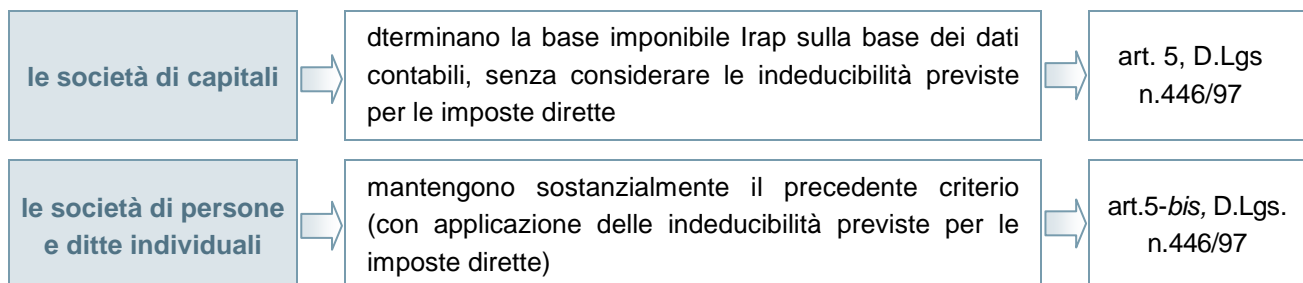 le società di capitali
dterminano la base imponibile Irap sulla base dei dati
contabili, senza considerare le indeducibilità previste
per le imposte dirette
art. 5, D.Lgs
n.446/97
le società di persone
e ditte individuali
mantengono sostanzialmente il precedente criterio
(con applicazione delle indeducibilità previste per le
imposte dirette)
art.5-bis, D.Lgs.
n.446/97